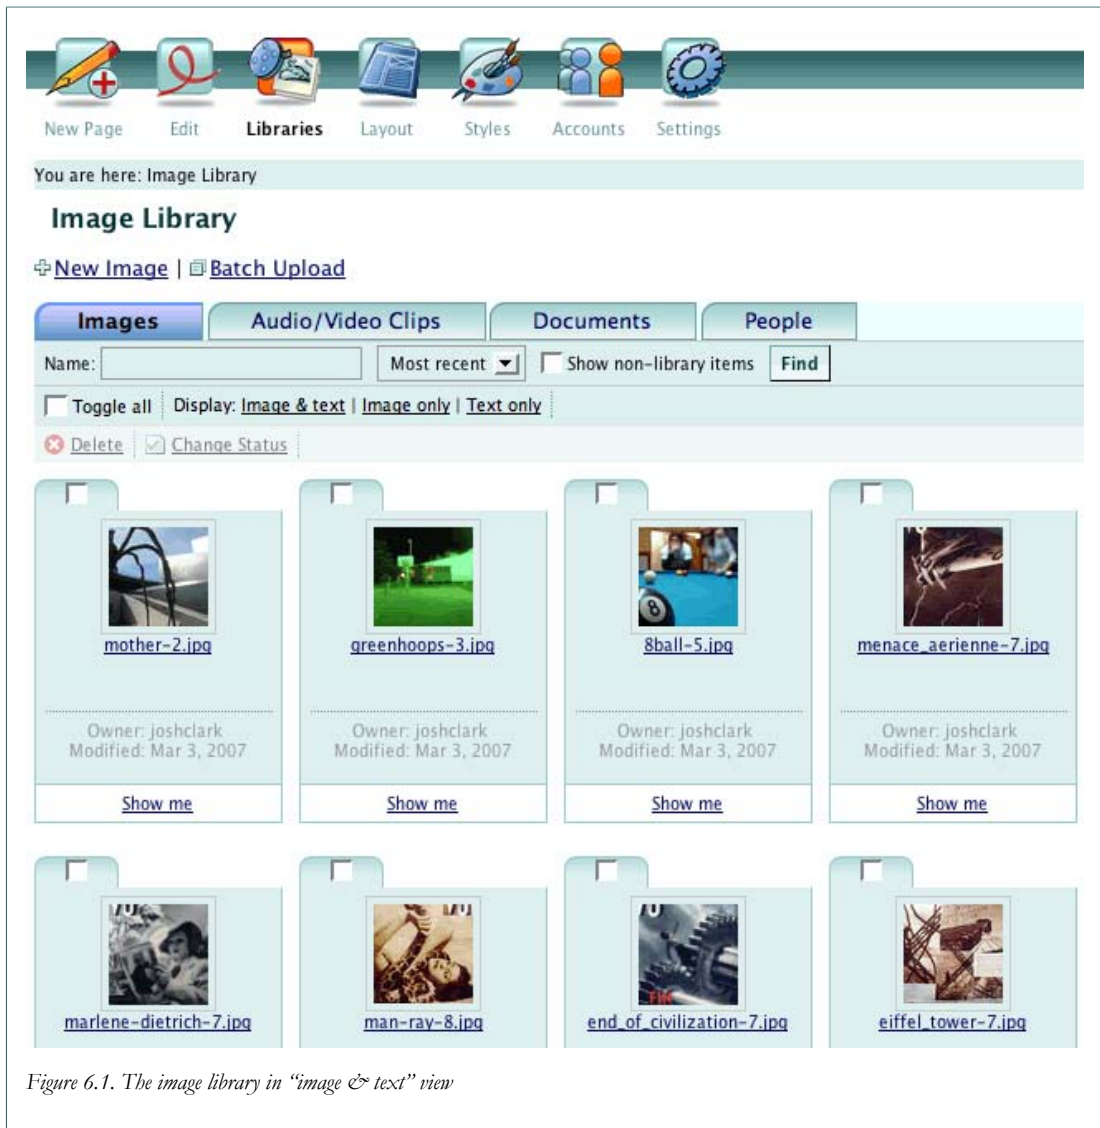 New Page Edit Libraries Layout Styles Accounts Settings
You are here: Image Library
Image Library
New Image | Batch Upload
Images Audio/Video Clips Documents People
Name: Most recent Show non-library items Find
Toggle all Display: Image & text | Image only | Text only
Delete Change Status
8
mother-2.jpg greenhoops-3.jpg 8ball-5.jpg menace_aerienne-7.jpg
Owner: joshclark Owner: joshclark Owner: joshclark Owner: joshclark
Modified: Mar 3, 2007 Modified: Mar 3, 2007 Modified: Mar 3, 2007 Modified: Mar 3, 2007
Show me Show me Show me Show me
FIN
marlene-dietrich-7.jpg man-ray-8.jpg end_of_civilization-7.jpg eiffel_tower-7.jpg
Figure 6.1. The image library in “image & text” view